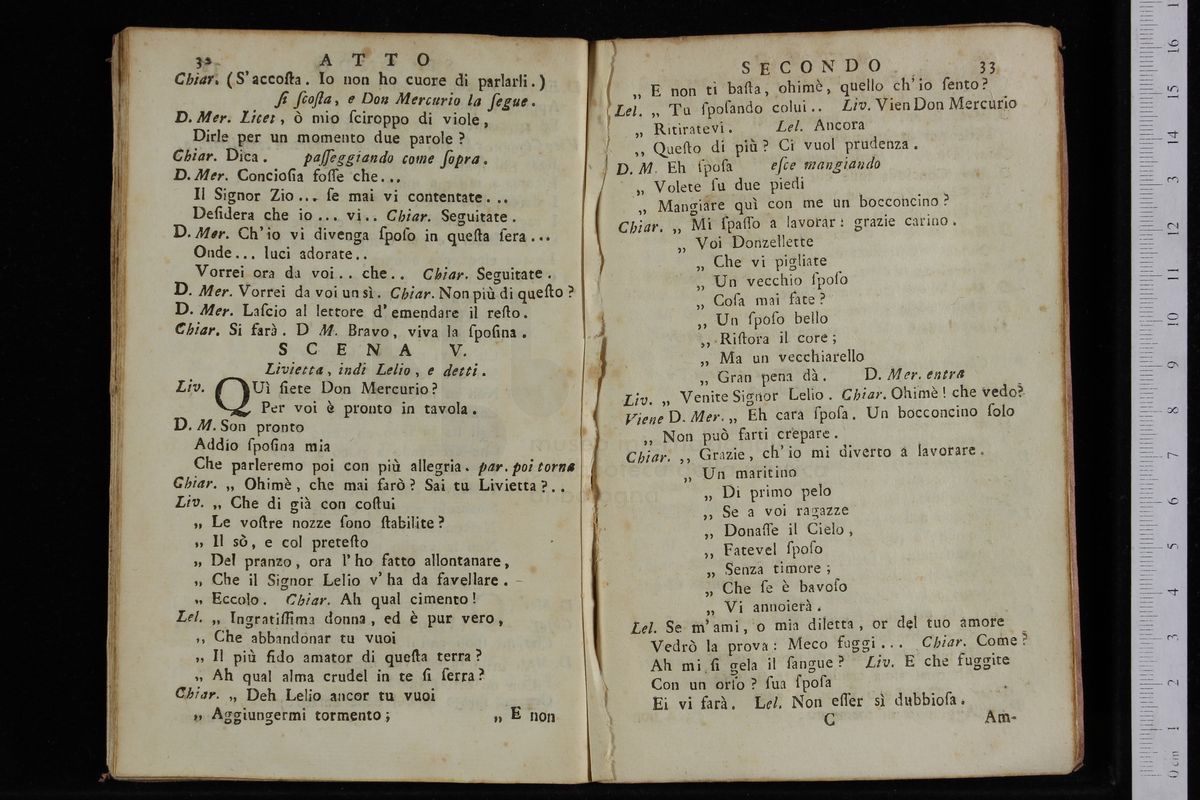 32 ATTO
Chiar. (S'accoſta. Io non ho cuore di parlarli.)
ſi ſcoſta, e Don Mercurio la ſegue.
D. Mer. Licet, ò mio ſciroppo di viole,
Dirle per un momento due parole?
Chiar. Dica. paſſeggiando come ſopra.
D. Mer. Concioſia foſſe che...
Il Signor Zio... ſe mai vi contentate...
Deſidera che io... vi.. Chiar. Seguitate.
D. Mer. Ch'io vi divenga ſpoſo in queſta ſera...
Onde... luci adorate..
Vorrei ora da voi.. che.. Chiar. Seguitate.
D. Mer. Vorrei da voi un sì. Chiar. Non più di queſto?
D. Mer. Laſcio al lettore d'emendare il reſto.
Chiar. Si farà. D M. Bravo, viva la ſpoſina.
SCENA V.
Livietta, indi Lelio, e detti.
Liv. QUì ſiete Don Mercurio?
Per voi è pronto in tavola.
D. M. Son pronto
Addio ſpoſina mia
Che parleremo poi con più allegria. par. poi torna
Chiar. „ Ohimè, che mai farò? Sai tu Livietta?..
Liv. „ Che di già con coſtui
„ Le voſtre nozze ſono ſtabilite?
„ Il sò, e col preteſto
„ Del pranzo, ora l'ho fatto allontanare,
„ Che il Signor Lelio v'ha da favellare.
„ Eccolo. Chiar. Ah qual cimento!
Lel. „ Ingratiſſima donna, ed è pur vero,
„ Che abbandonar tu vuoi
„ Il più fido amator di queſta terra?
„ Ah qual alma crudel in te ſi ſerra?
Chiar. „ Deh Lelio ancor tu vuoi
„ Aggiungermi tormento; „ E non
SECONDO. 33
„ E non ti baſta, ohimè, quello ch'io ſento?
Lel. „ Tu ſpoſando colui.. Liv. Vien Don Mercurio
„ Ritiratevi. Lel. Ancora
„ Queſto di più? Ci vuol prudenza.
D. M. Eh ſpoſa eſce mangiando
„ Volete ſu due piedi
„ Mangiare quì con me un bocconcino?
Chiar. „ Mi ſpaſſo a lavorar: grazie carino.
„ Voi Donzellette
„ Che vi pigliate
„ Un vecchio ſpoſo
„ Coſa mai fate?
„ Un ſpoſo bello
„ Riſtora il core;
„ Ma un vecchiarello
„ Gran pena dà. D. Mer. entra
Liv. „ Venite Signor Lelio. Chiar. Ohimè! che vedo?
Viene D. Mer. „ Eh cara ſpoſa. Un bocconcino ſolo
„ Non può farti crepare.
Chiar. „ Grazie, ch'io mi diverto a lavorare.
„ Un maritino
„ Di primo pelo
„ Se a voi ragazze
„ Donaſſe il Cielo,
„ Fatevel ſpoſo
„ Senza timore;
„ Che ſe è bavoſo
„ Vi annoierà.
Lel. Se m'ami, o mia diletta, or del tuo amore
Vedrò la prova: Meco fuggi... Chiar. Come?
Ah mi ſi gela il ſangue? Liv. E che fuggite
Con un orſo? ſua ſpoſa
Ei vi farà. Lel. Non eſſer sì dubbioſa.
C Am-